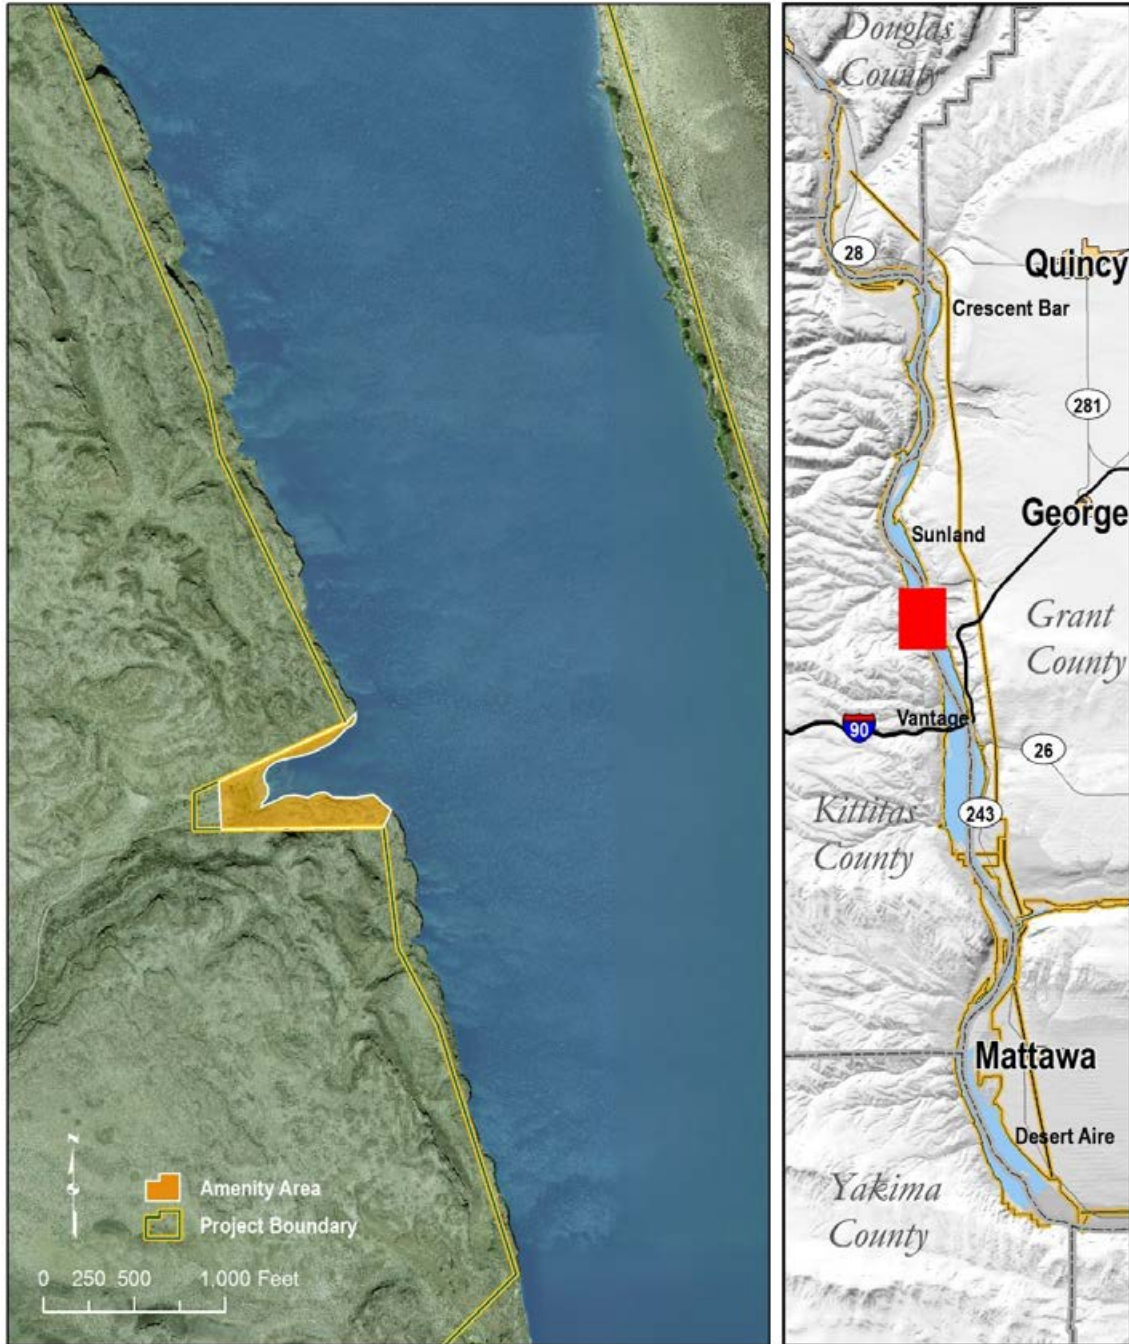 N
Amenity Area
Project Boundary
0 250 500 1,000 Feet
Douglas
County
28
Quincy
Crescent Bar
281
George
Sunland
Grant
County
Vantage
90
26
Kittitas
County
243
Mattawa
Desert Aire
Yakima
County